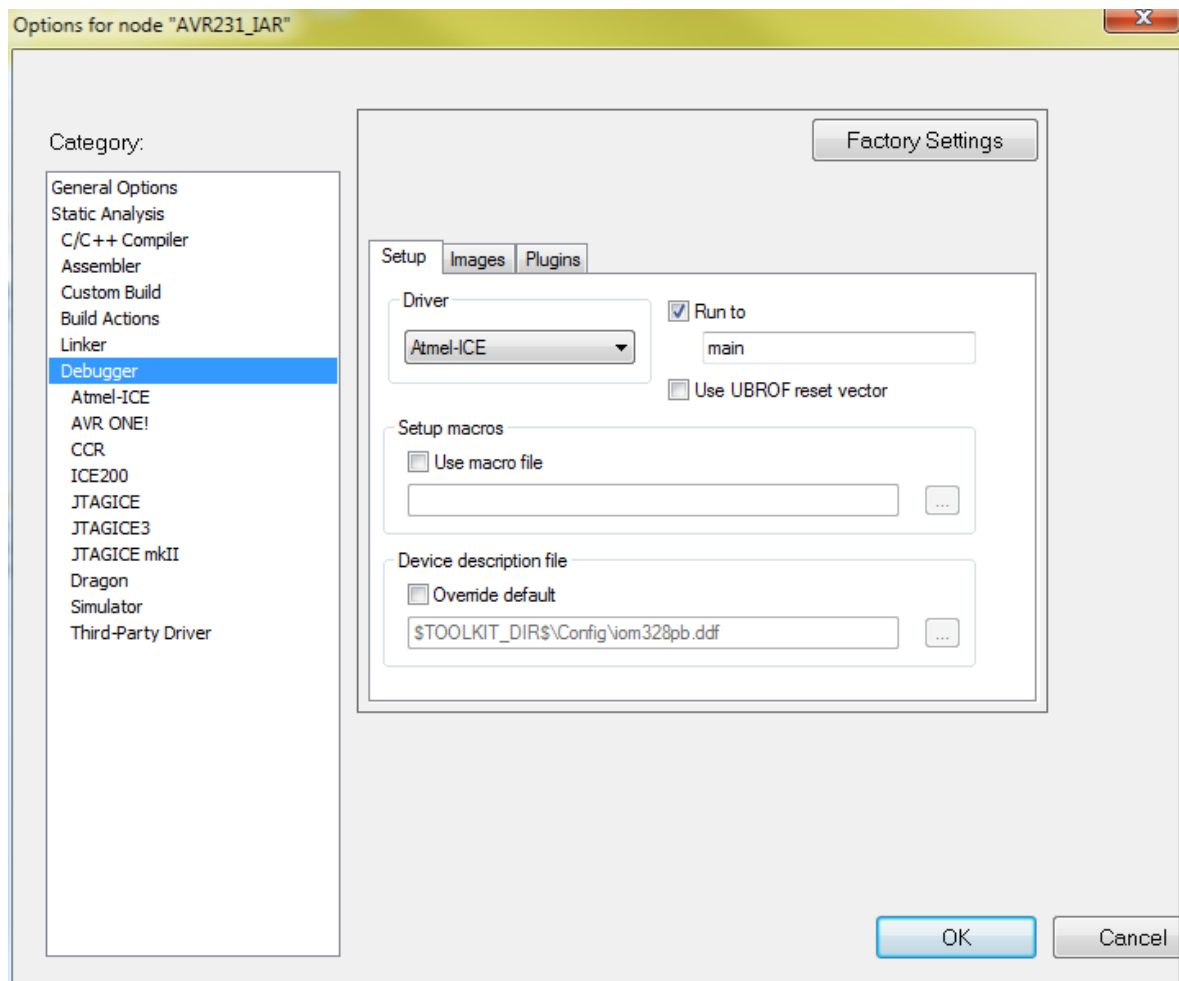 Options for node "AVR231_IAR"
X
Category:
Factory Settings
General Options
Static Analysis
C/C++ Compiler
Assembler
Custom Build
Build Actions
Linker
Debugger
Atmel-ICE
AVR ONE!
CCR
ICE200
JTAGICE
JTAGICE3
JTAGICE mkII
Dragon
Simulator
Third-Party Driver
Setup Images Plugins
Driver
Atmel-ICE
Run to
main
Use UBROF reset vector
Setup macros
Use macro file
...
Device description file
Override default
$TOOLKIT_DIR$\Config\iom328pb.ddf
...
OK Cancel